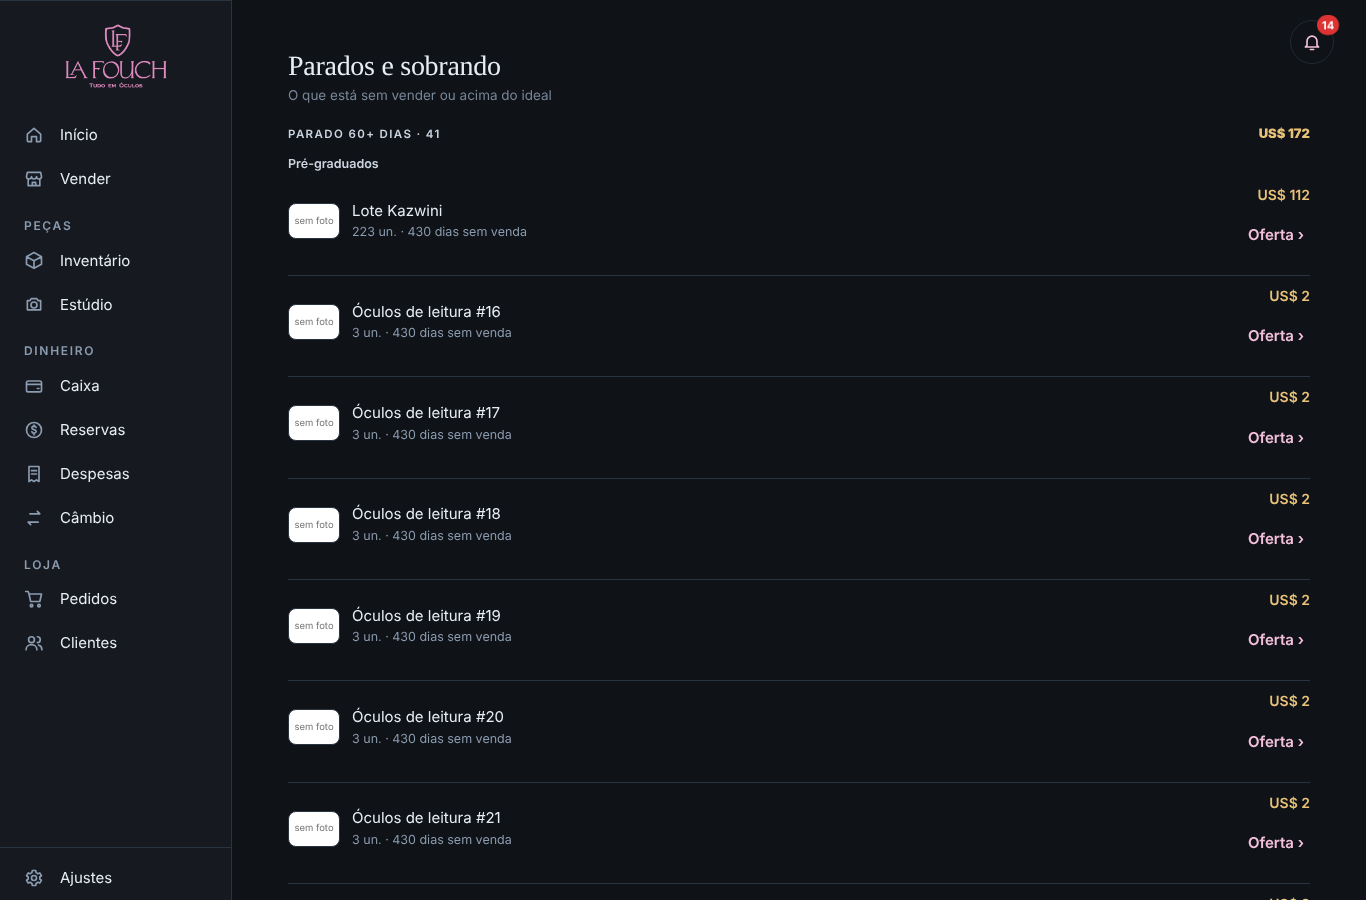 LF
LA FOUCH
TUDO EM ÓCULOS
Início
Vender
PEÇAS
Inventário
Estúdio
DINHEIRO
Caixa
Reservas
Despesas
Câmbio
LOJA
Pedidos
Clientes
Ajustes
14
Parados e sobrando
O que está sem vender ou acima do ideal
PARADO 60+ DIAS · 41 US$ 172
Pré-graduados
sem foto
Lote Kazwini
223 un. · 430 dias sem venda
US$ 112
Oferta ›
sem foto
Óculos de leitura #16
3 un. · 430 dias sem venda
US$ 2
Oferta ›
sem foto
Óculos de leitura #17
3 un. · 430 dias sem venda
US$ 2
Oferta ›
sem foto
Óculos de leitura #18
3 un. · 430 dias sem venda
US$ 2
Oferta ›
sem foto
Óculos de leitura #19
3 un. · 430 dias sem venda
US$ 2
Oferta ›
sem foto
Óculos de leitura #20
3 un. · 430 dias sem venda
US$ 2
Oferta ›
sem foto
Óculos de leitura #21
3 un. · 430 dias sem venda
US$ 2
Oferta ›